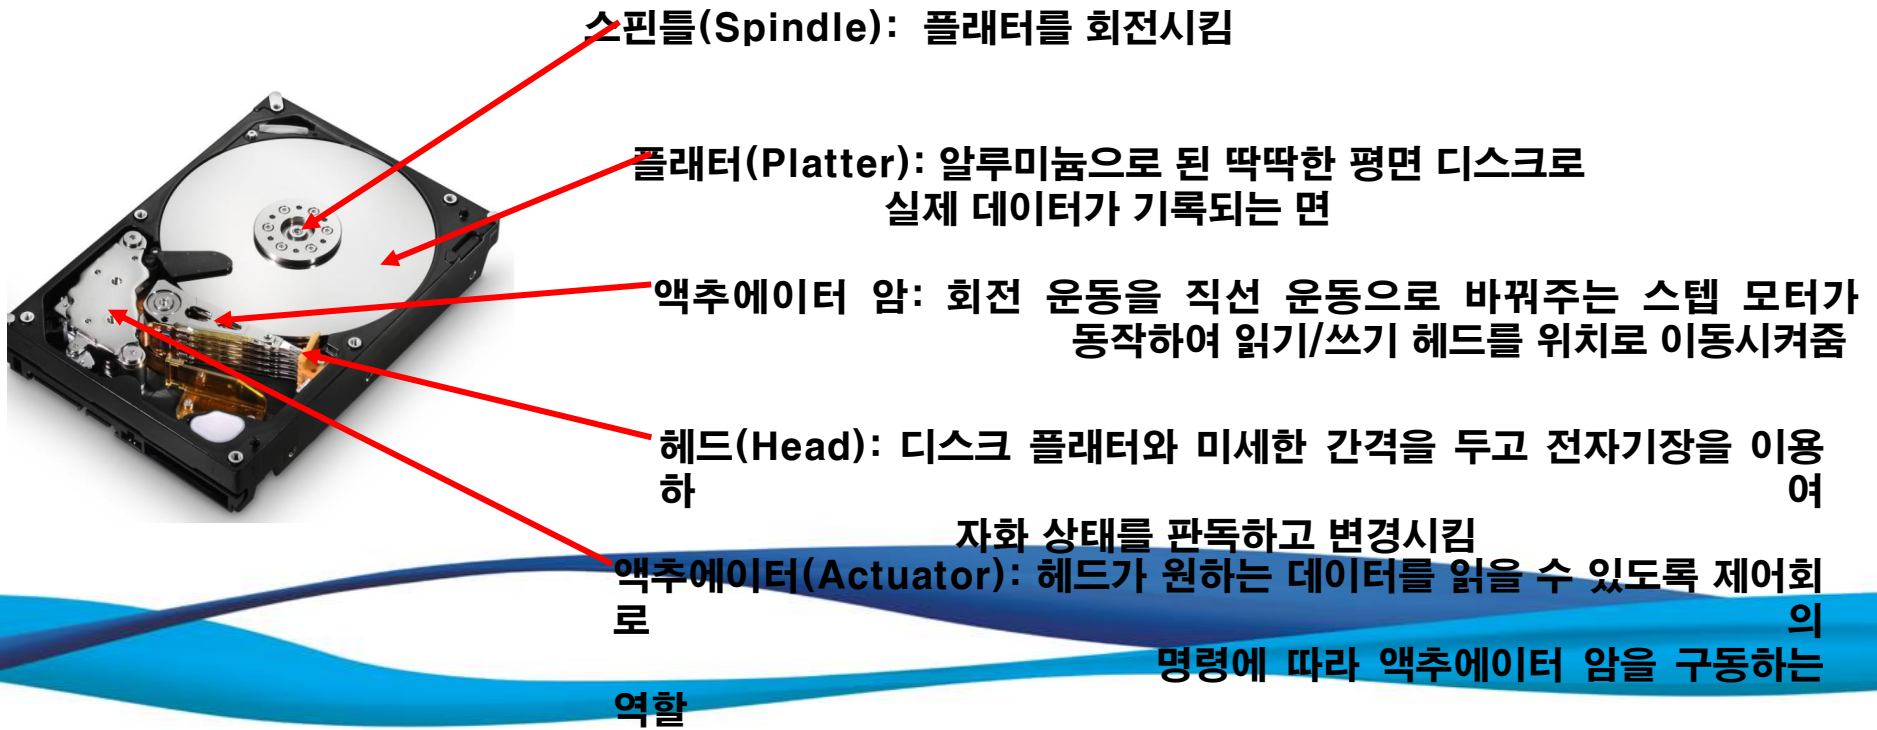 스핀들(Spindle): 플래터를 회전시킴
플래터(Platter): 알루미늄으로 된 딱딱한 평면 디스크로
실제 데이터가 기록되는 면
액추에이터 암: 회전 운동을 직선 운동으로 바꿔주는 스텝 모터가
동작하여 읽기/쓰기 헤드를 위치로 이동시켜줌
헤드(Head): 디스크 플래터와 미세한 간격을 두고 전자기장을 이용
하 여
자화 상태를 판독하고 변경시킴
액추에이터(Actuator): 헤드가 원하는 데이터를 읽을 수 있도록 제어회
로 의
명령에 따라 액추에이터 암을 구동하는
역할